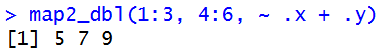 > map2_dbl(1:3, 4:6, ~ .x + .y)
[1] 5 7 9